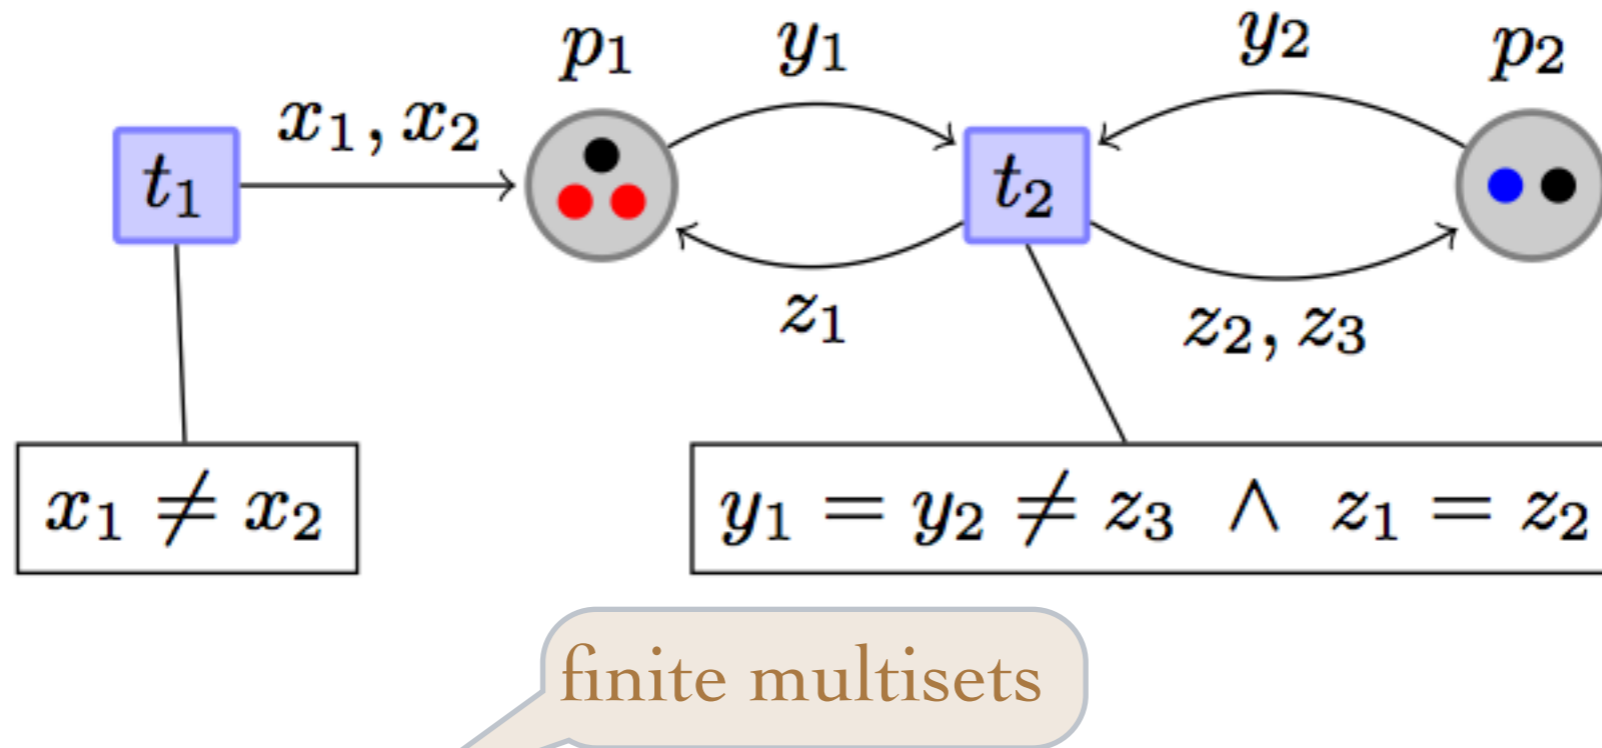 p₁ y₁ y₂ p₂
x₁, x₂
t₁ t₂
z₁ z₂, z₃
x₁ ≠ x₂ y₁ = y₂ ≠ z₃ ∧ z₁ = z₂
finite multisets